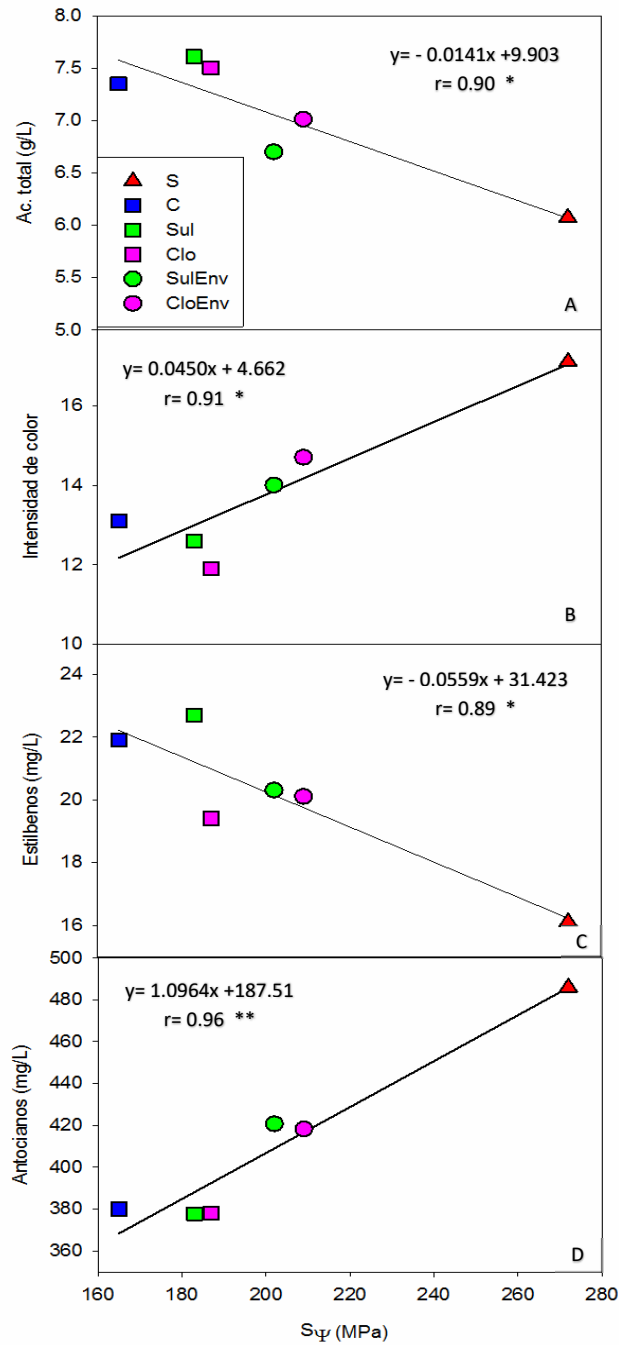 8.0
7.5
7.0
6.5
6.0
5.5
5.0
Ac. total (g/L)
y= - 0.0141x +9.903
r= 0.90 *
S
C
Sul
Clo
SulEnv
CloEnv
A
16
14
12
10
Intensidad de color
y= 0.0450x + 4.662
r= 0.91 *
B
24
22
20
18
16
Estilbenos (mg/L)
y= - 0.0559x + 31.423
r= 0.89 *
C
500
480
460
440
420
400
380
360
Antocianos (mg/L)
y= 1.0964x +187.51
r= 0.96 **
D
160 180 200 220 240 260 280
SΨ (MPa)